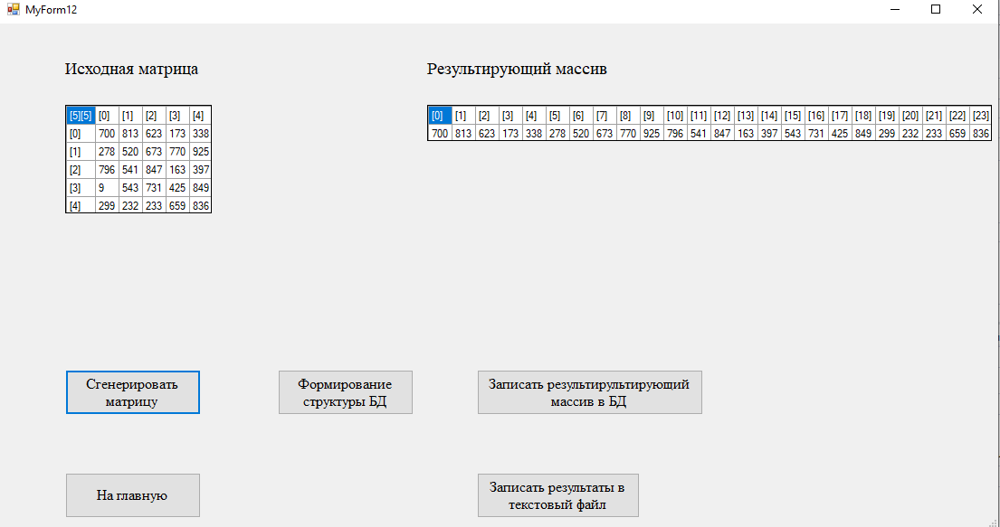 MyForm12
Исходная матрица
Результирующий массив
[5][5] [0] [1] [2] [3] [4]
[0] 700 813 623 173 338
[1] 278 520 673 770 925
[2] 796 541 847 163 397
[3] 9 543 731 425 849
[4] 299 232 233 659 836
[0] [1] [2] [3] [4] [5] [6] [7] [8] [9] [10] [11] [12] [13] [14] [15] [16] [17] [18] [19] [20] [21] [22] [23]
700 813 623 173 338 278 520 673 770 925 796 541 847 163 397 543 731 425 849 299 232 233 659 836
Сгенерировать
матрицу
Формирование
структуры БД
Записать результирультирующий
массив в БД
На главную
Записать результаты в
текстовый файл